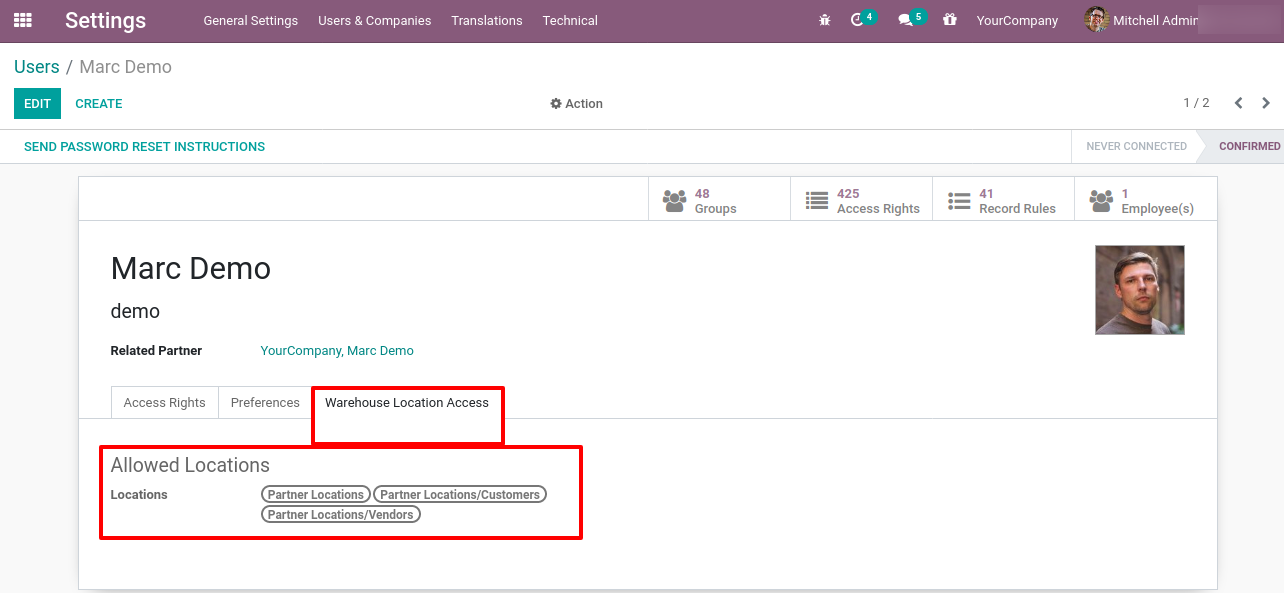 Settings General Settings Users & Companies Translations Technical 4 5 YourCompany Mitchell Admin
Users / Marc Demo
EDIT CREATE Action 1 / 2
SEND PASSWORD RESET INSTRUCTIONS NEVER CONNECTED CONFIRMED
48 Groups
425 Access Rights
41 Record Rules
1 Employee(s)
Marc Demo
demo
Related Partner YourCompany, Marc Demo
Access Rights Preferences Warehouse Location Access
Allowed Locations
Locations Partner Locations Partner Locations/Customers
Partner Locations/Vendors